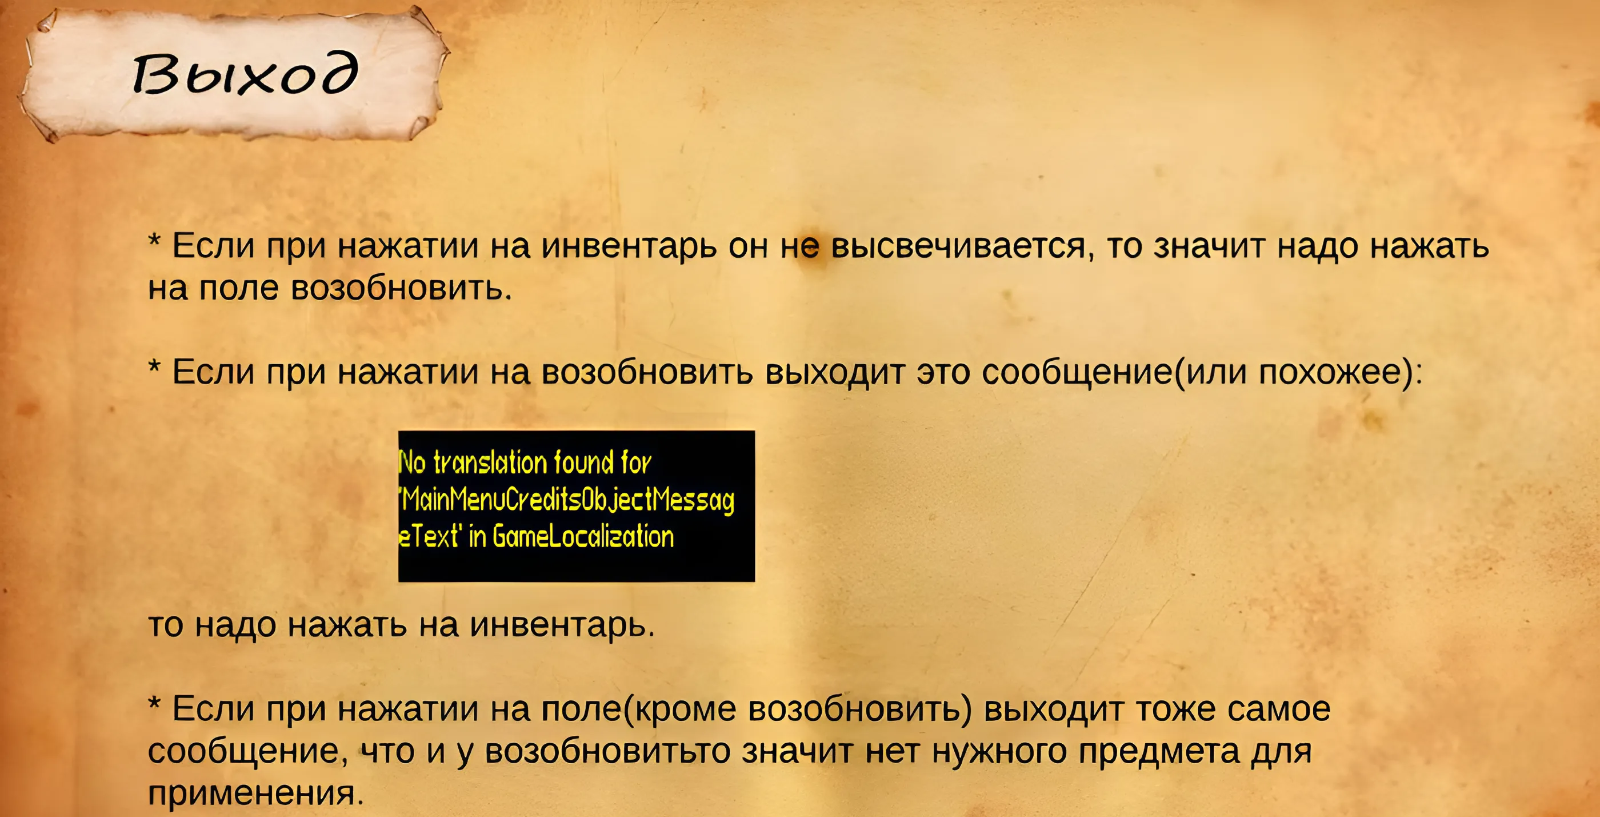 Выход
* Если при нажатии на инвентарь он не высвечивается, то значит надо нажать
на поле возобновить.
* Если при нажатии на возобновить выходит это сообщение(или похожее):
No translation found for
'MainMenuCreditsObjectMessag
eText' in GameLocalization
то надо нажать на инвентарь.
* Если при нажатии на поле(кроме возобновить) выходит тоже самое
сообщение, что и у возобновитьто значит нет нужного предмета для
применения.